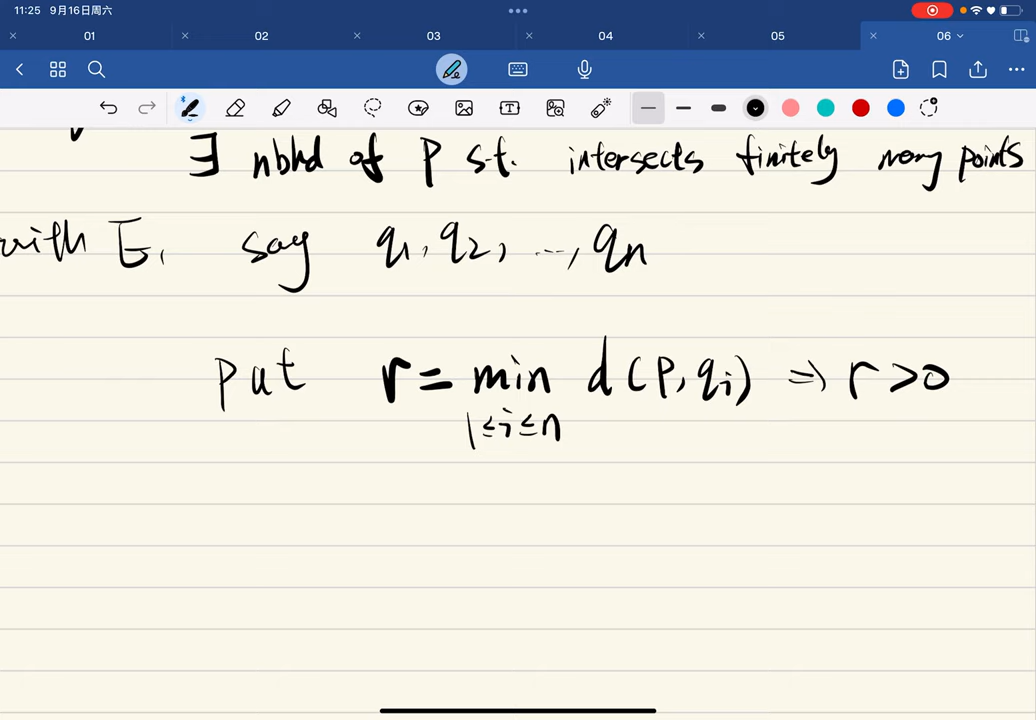 11:25 9月16日周六
01 02 03 04 05 06
∃ nbhd of P s.t. intersects finitely many points
with E, say q1, q2, ..., qn
put r = min d(P, qi) ⇒ r > 0
1≤i≤n